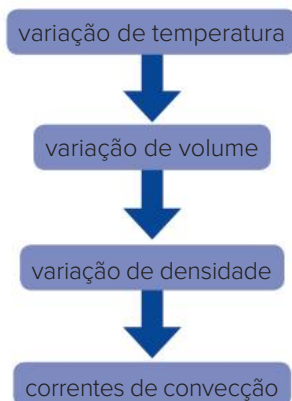 variação de temperatura
variação de volume
variação de densidade
correntes de convecção